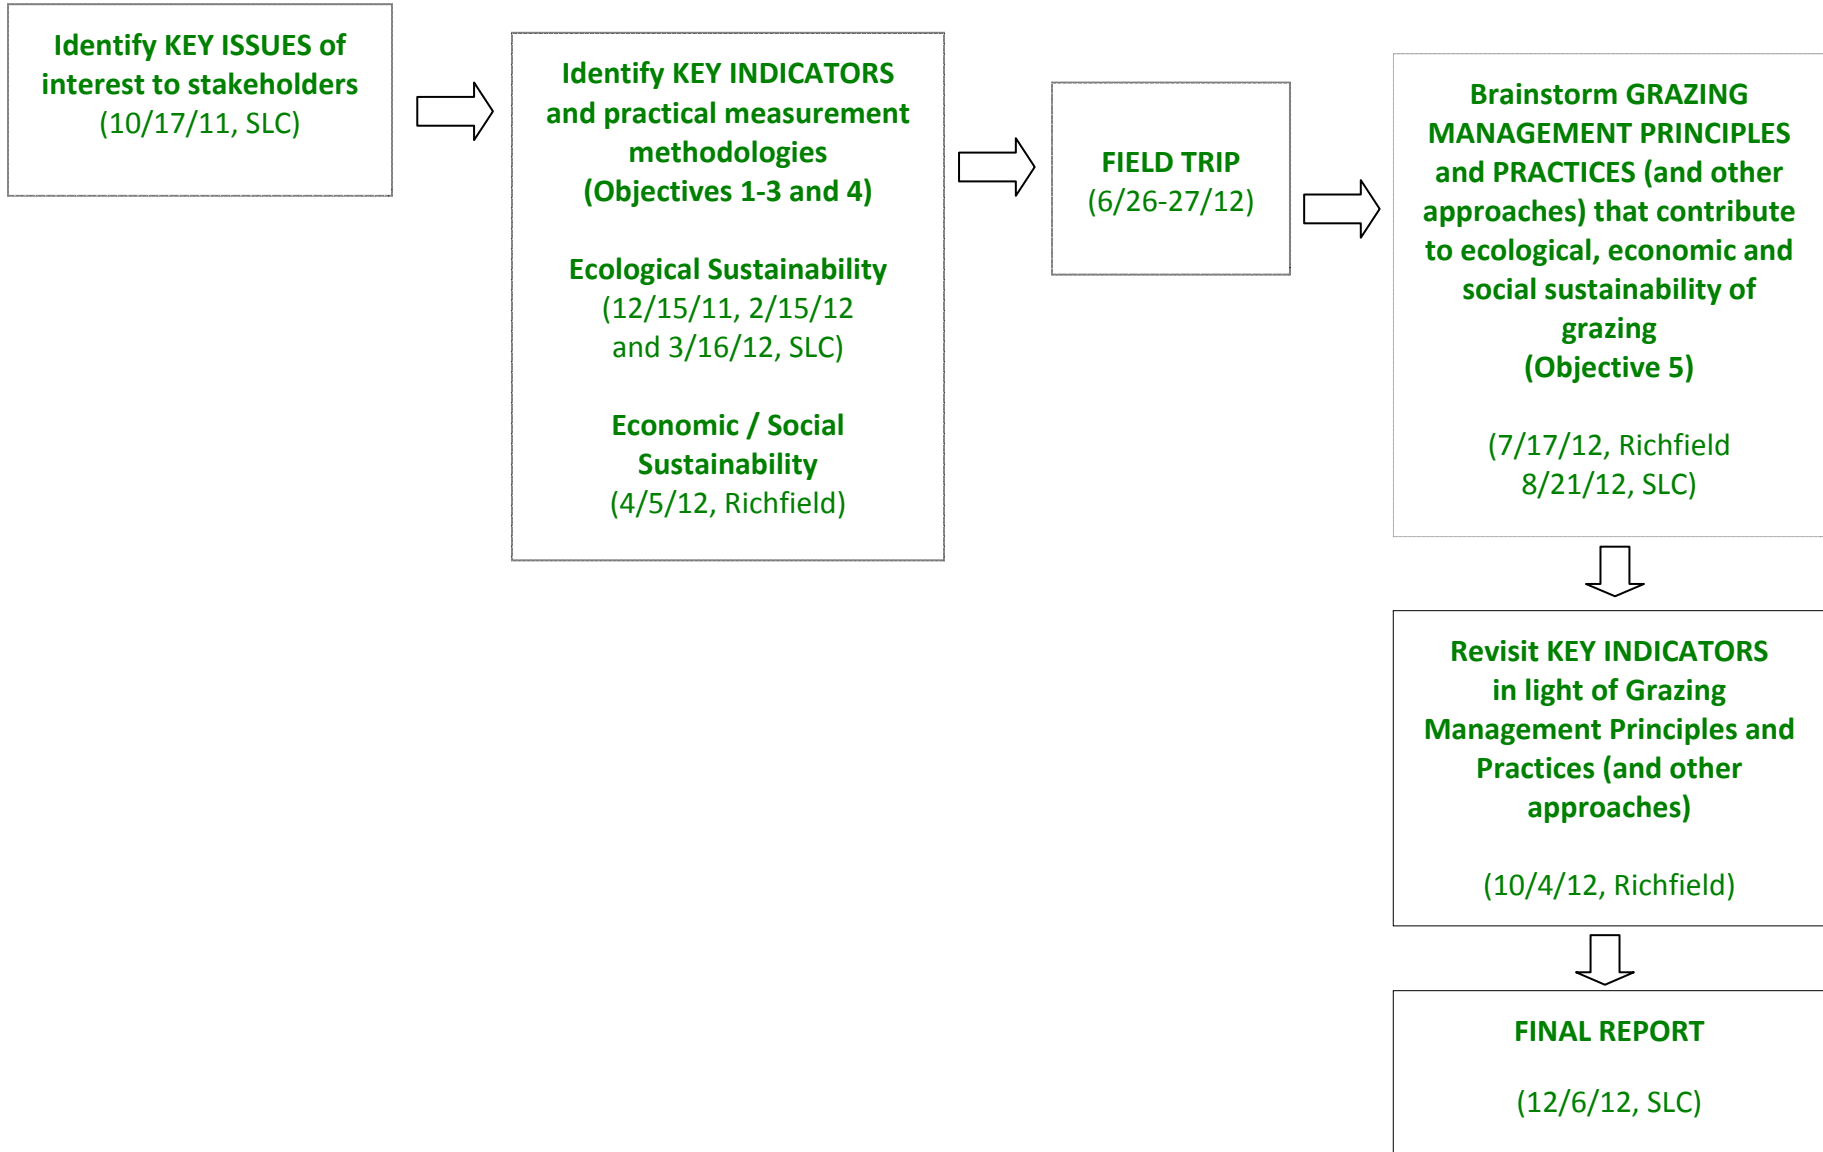 Identify KEY ISSUES of
interest to stakeholders
(10/17/11, SLC)
Identify KEY INDICATORS
and practical measurement
methodologies
(Objectives 1-3 and 4)
Ecological Sustainability
(12/15/11, 2/15/12
and 3/16/12, SLC)
Economic / Social
Sustainability
(4/5/12, Richfield)
FIELD TRIP
(6/26-27/12)
Brainstorm GRAZING
MANAGEMENT PRINCIPLES
and PRACTICES (and other
approaches) that contribute
to ecological, economic and
social sustainability of
grazing
(Objective 5)
(7/17/12, Richfield
8/21/12, SLC)
Revisit KEY INDICATORS
in light of Grazing
Management Principles and
Practices (and other
approaches)
(10/4/12, Richfield)
FINAL REPORT
(12/6/12, SLC)